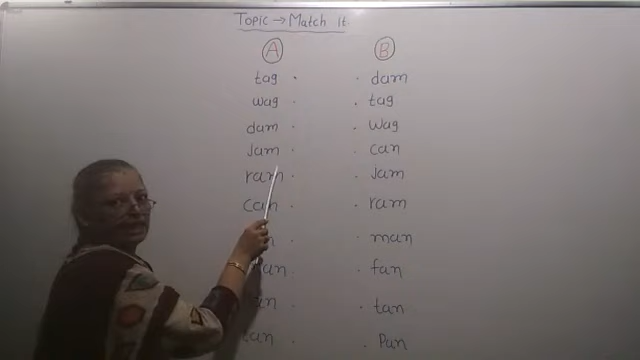 Topic → Match it.
A B
tag . . dam
wag . . tag
dam . . wag
Jam . . can
ram . . jam
can . . ram
. . man
. . fan
. . tan
. . Pan